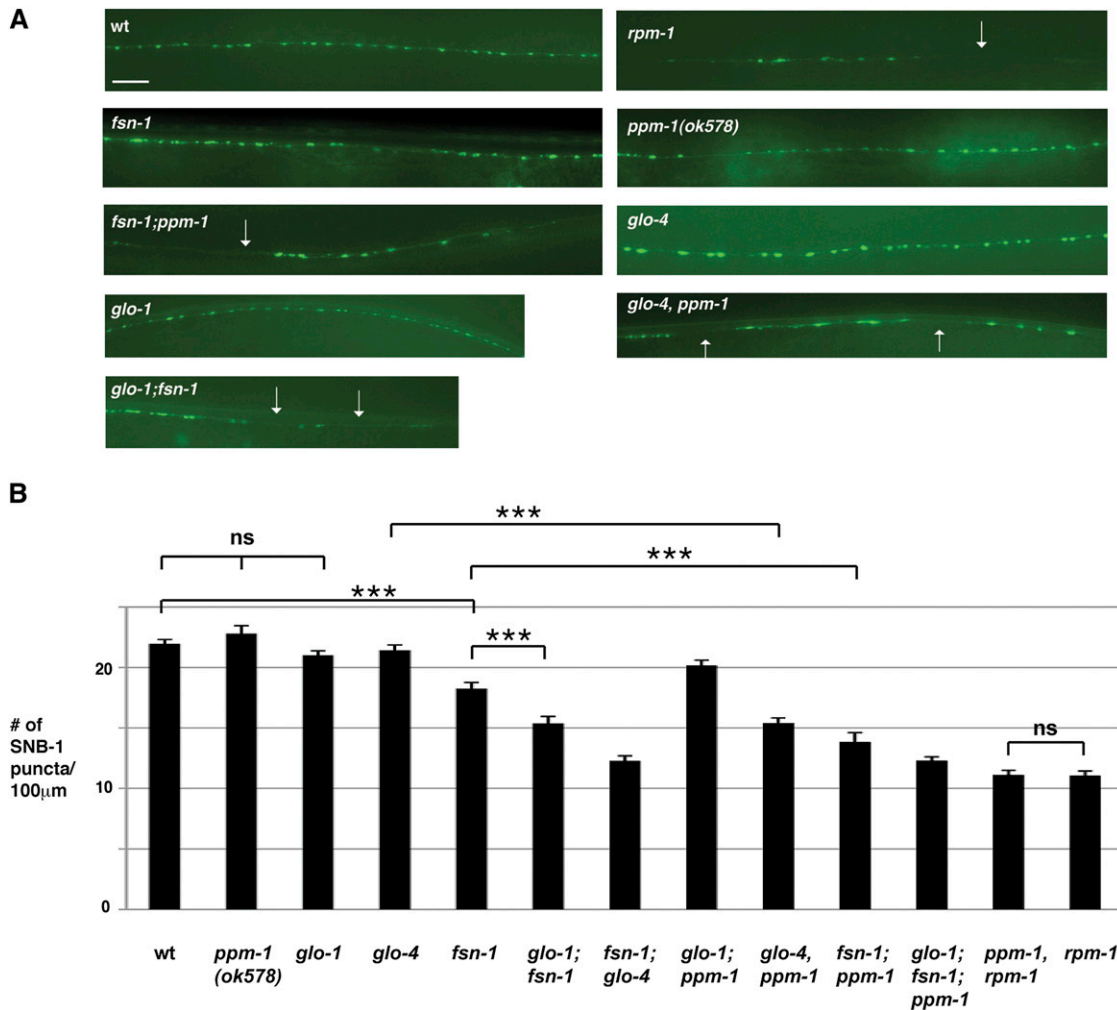 A
wt
rpm-1
fsn-1
ppm-1(ok578)
fsn-1;ppm-1
glo-4
glo-1
glo-4, ppm-1
glo-1;fsn-1
B
***
ns
***
***
***
ns
20
10
0
# of
SNB-1
puncta/
100μm
wt
ppm-1
(ok578)
glo-1
glo-4
fsn-1
glo-1;
fsn-1
fsn-1;
glo-4
glo-1;
ppm-1
glo-4,
ppm-1
fsn-1;
ppm-1
glo-1;
fsn-1;
ppm-1
ppm-1,
rpm-1
rpm-1